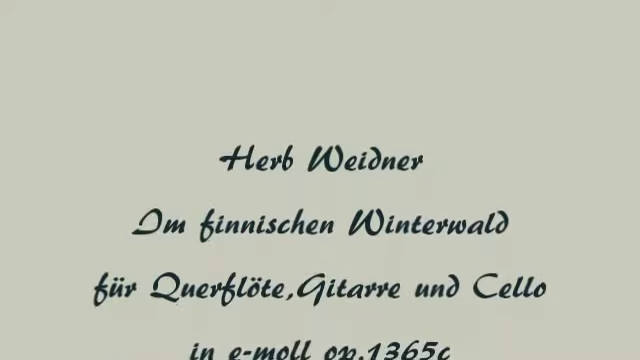 Herb Weidner
Im finnischen Winterwald
für Querflöte,Gitarre und Cello
in e-moll op.1365c